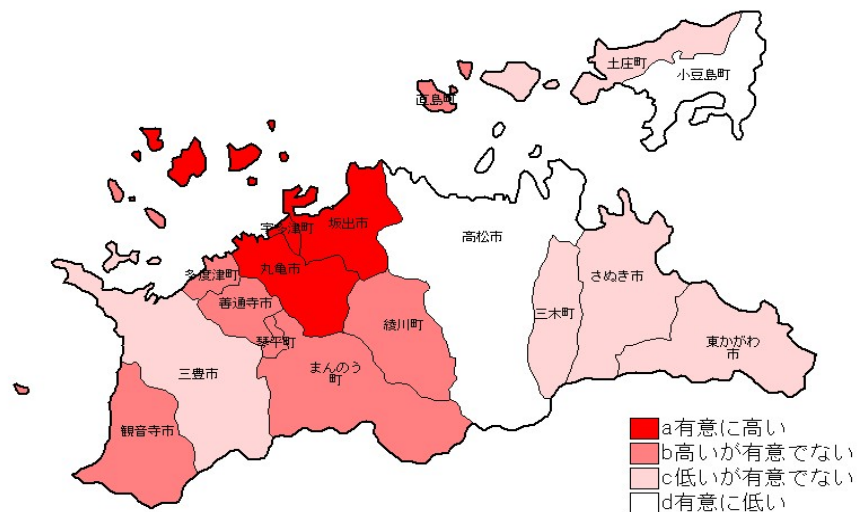 土庄町
小豆島町
直島町
宇多津町
坂出市
高松市
丸亀市
多度津町
さぬき市
善通寺市
三木町
綾川町
琴平町
東かがわ
市
まんのう
町
三豊市
観音寺市
a有意に高い
b高いが有意でない
c低いが有意でない
d有意に低い